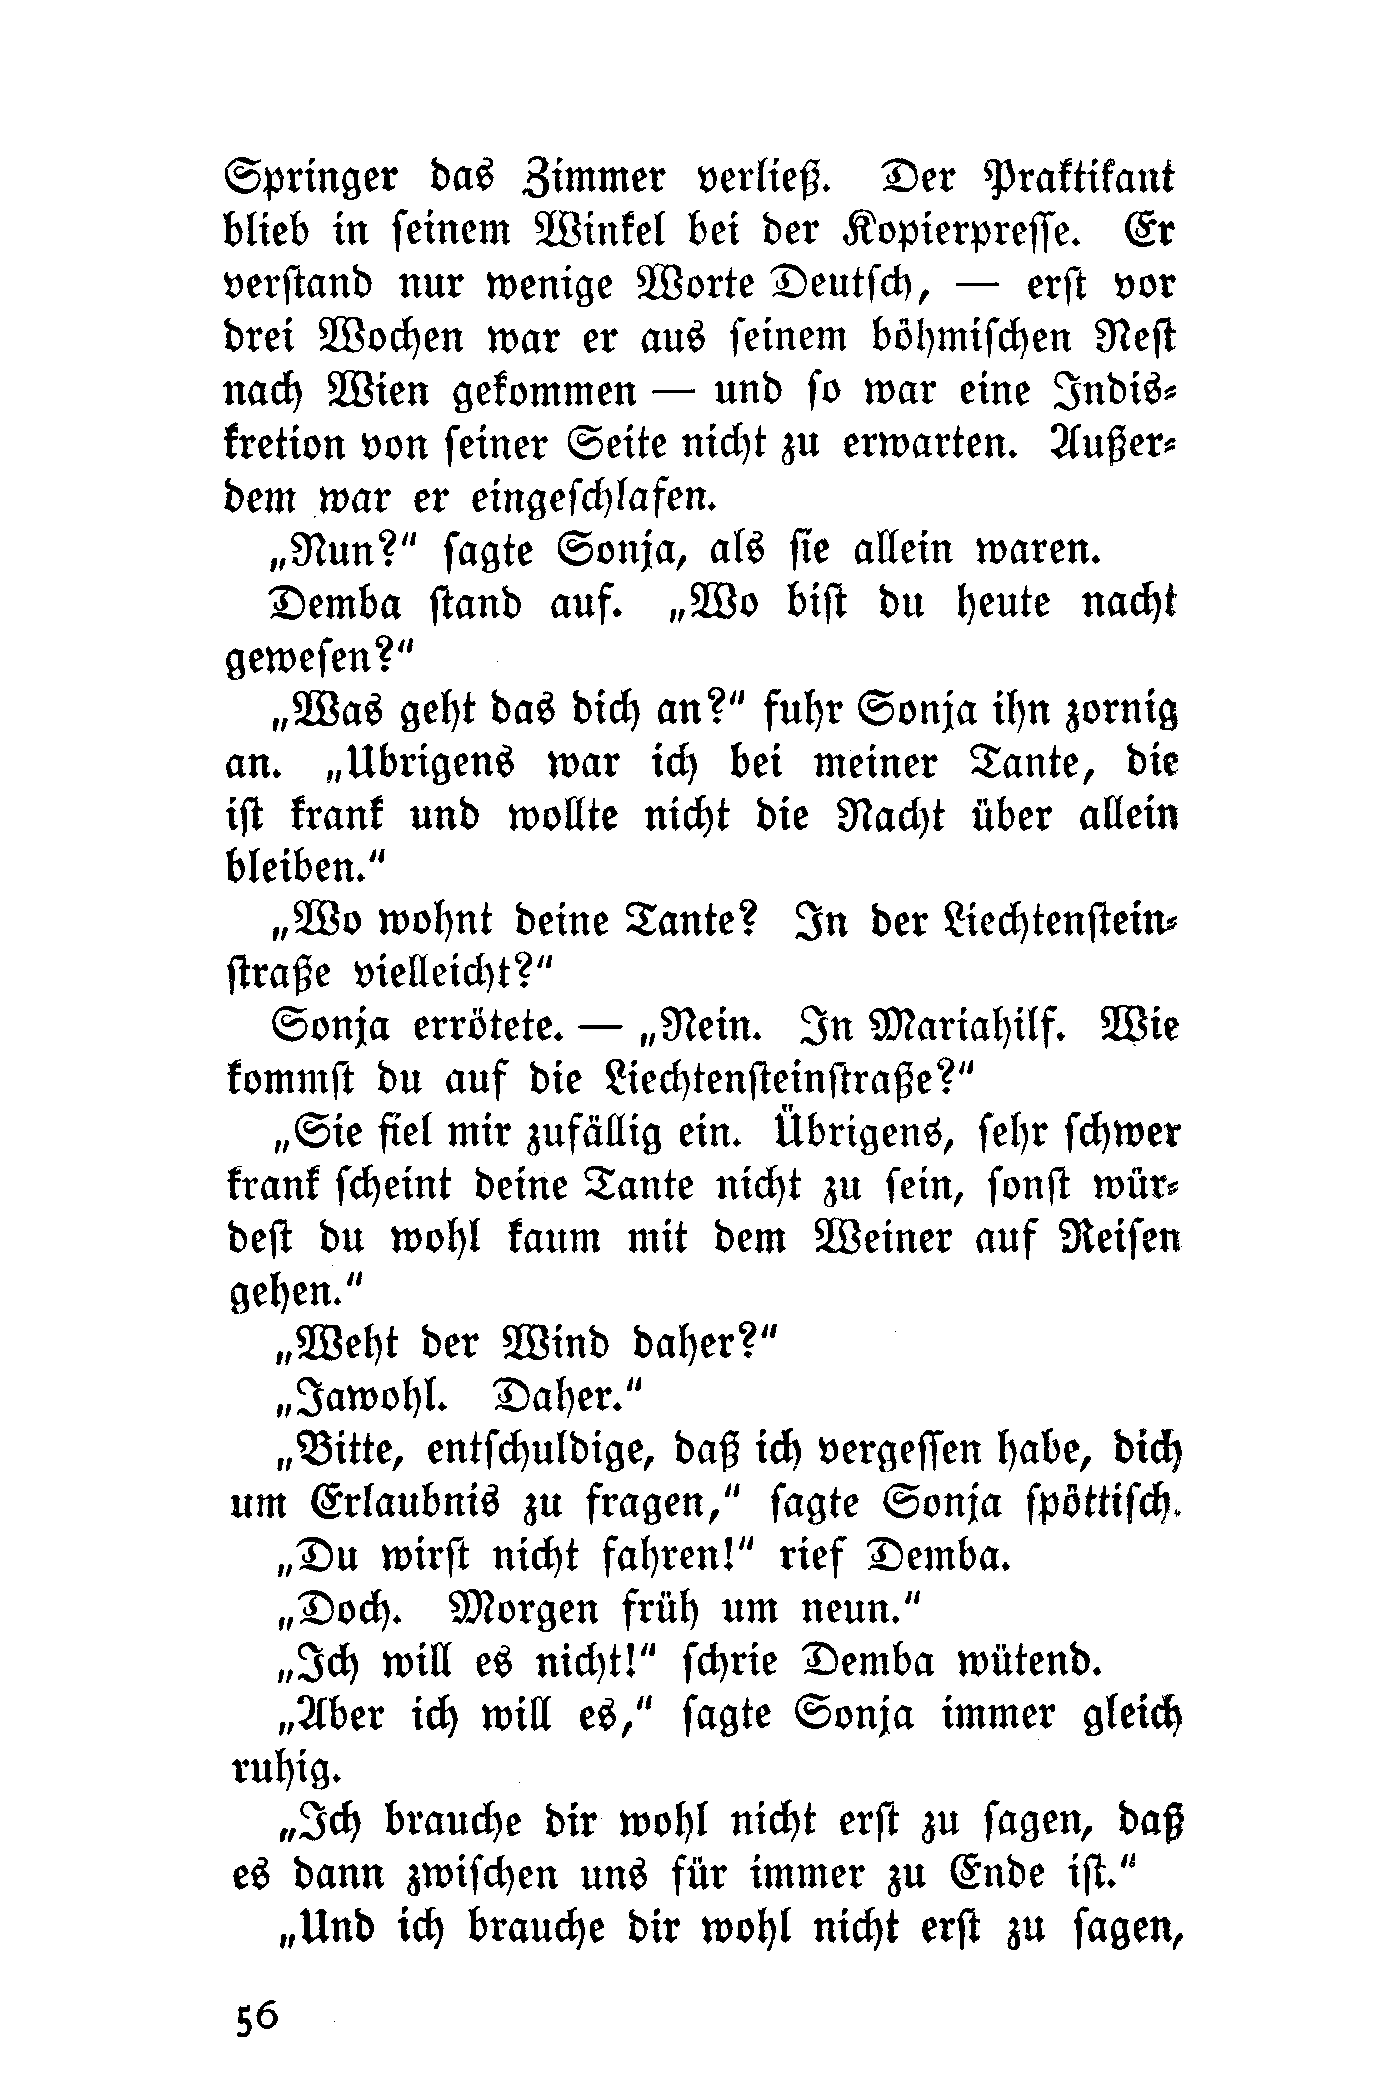 Springer das Zimmer verließ. Der Praktikant
blieb in seinem Winkel bei der Kopierpresse. Er
verstand nur wenige Worte Deutsch, — erst vor
drei Wochen war er aus seinem böhmischen Nest
nach Wien gekommen — und so war eine Indis-
kretion von seiner Seite nicht zu erwarten. Außer-
dem war er eingeschlafen.
„Nun?“ sagte Sonja, als sie allein waren.
Demba stand auf. „Wo bist du heute nacht
gewesen?“
„Was geht das dich an?“ fuhr Sonja ihn zornig
an. „Ubrigens war ich bei meiner Tante, die
ist krank und wollte nicht die Nacht über allein
bleiben.“
„Wo wohnt deine Tante? In der Liechtenstein-
straße vielleicht?“
Sonja errötete. — „Nein. In Mariahilf. Wie
kommst du auf die Liechtensteinstraße?“
„Sie fiel mir zufällig ein. Übrigens, sehr schwer
krank scheint deine Tante nicht zu sein, sonst wür-
dest du wohl kaum mit dem Weiner auf Reisen
gehen.“
„Weht der Wind daher?“
„Jawohl. Daher.“
„Bitte, entschuldige, daß ich vergessen habe, dich
um Erlaubnis zu fragen,“ sagte Sonja spöttisch.
„Du wirst nicht fahren!“ rief Demba.
„Doch. Morgen früh um neun.“
„Ich will es nicht!“ schrie Demba wütend.
„Aber ich will es,“ sagte Sonja immer gleich
ruhig.
„Ich brauche dir wohl nicht erst zu sagen, daß
es dann zwischen uns für immer zu Ende ist.“
„Und ich brauche dir wohl nicht erst zu sagen,
56